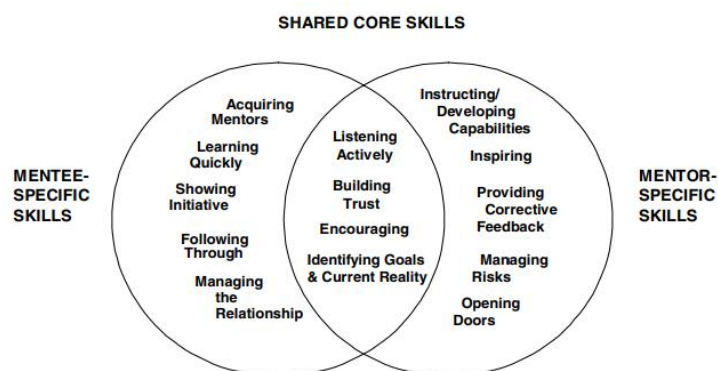 SHARED CORE SKILLS
MENTEE-
SPECIFIC
SKILLS
Acquiring
Mentors
Learning
Quickly
Showing
Initiative
Following
Through
Managing
the
Relationship
Listening
Actively
Building
Trust
Encouraging
Identifying Goals
& Current Reality
Instructing/
Developing
Capabilities
Inspiring
Providing
Corrective
Feedback
Managing
Risks
Opening
Doors
MENTOR-
SPECIFIC
SKILLS